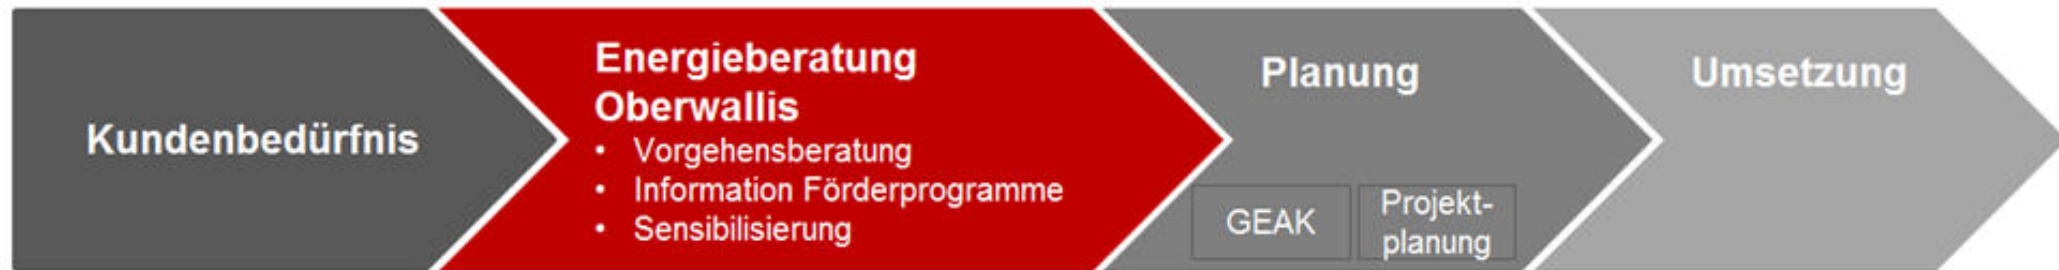 Kundenbedürfnis
Energieberatung
Oberwallis
• Vorgehensberatung
• Information Förderprogramme
• Sensibilisierung
Planung
GEAK
Projekt-
planung
Umsetzung